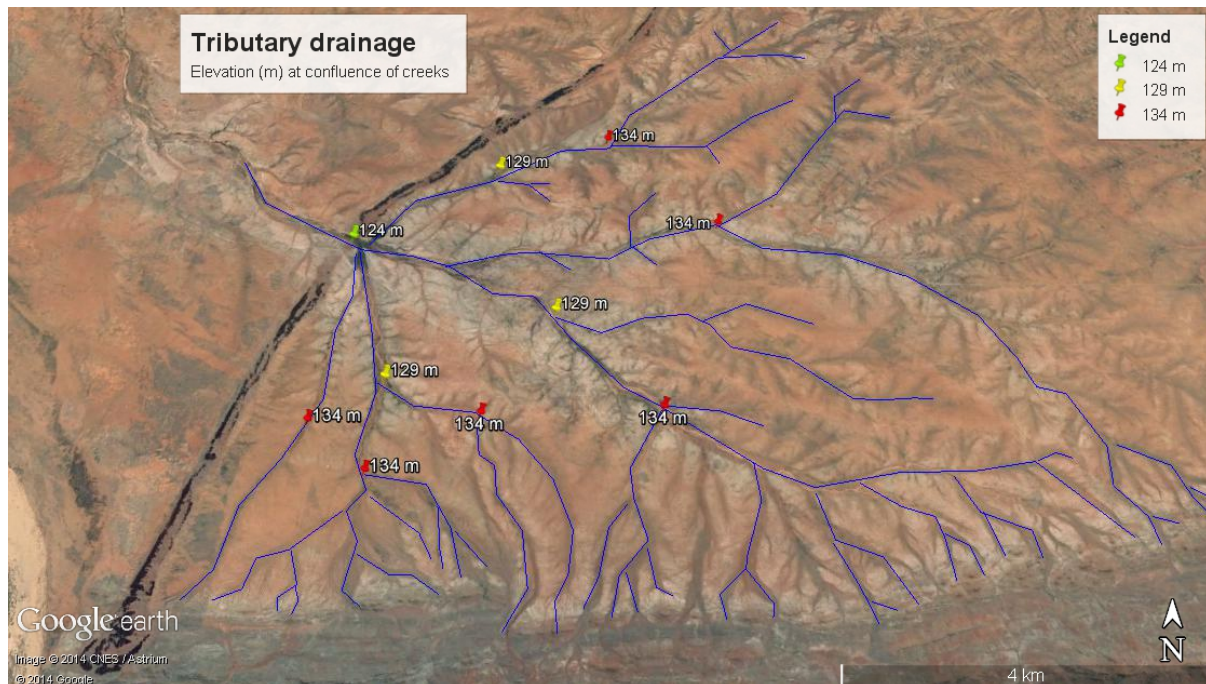 Tributary drainage
Elevation (m) at confluence of creeks
Legend
124 m
129 m
134 m
134 m
129 m
134 m
124 m
129 m
129 m
134 m
134 m
134 m
134 m
Google earth
Image © 2014 CNES / Astrium
© 2014 Google
N
4 km